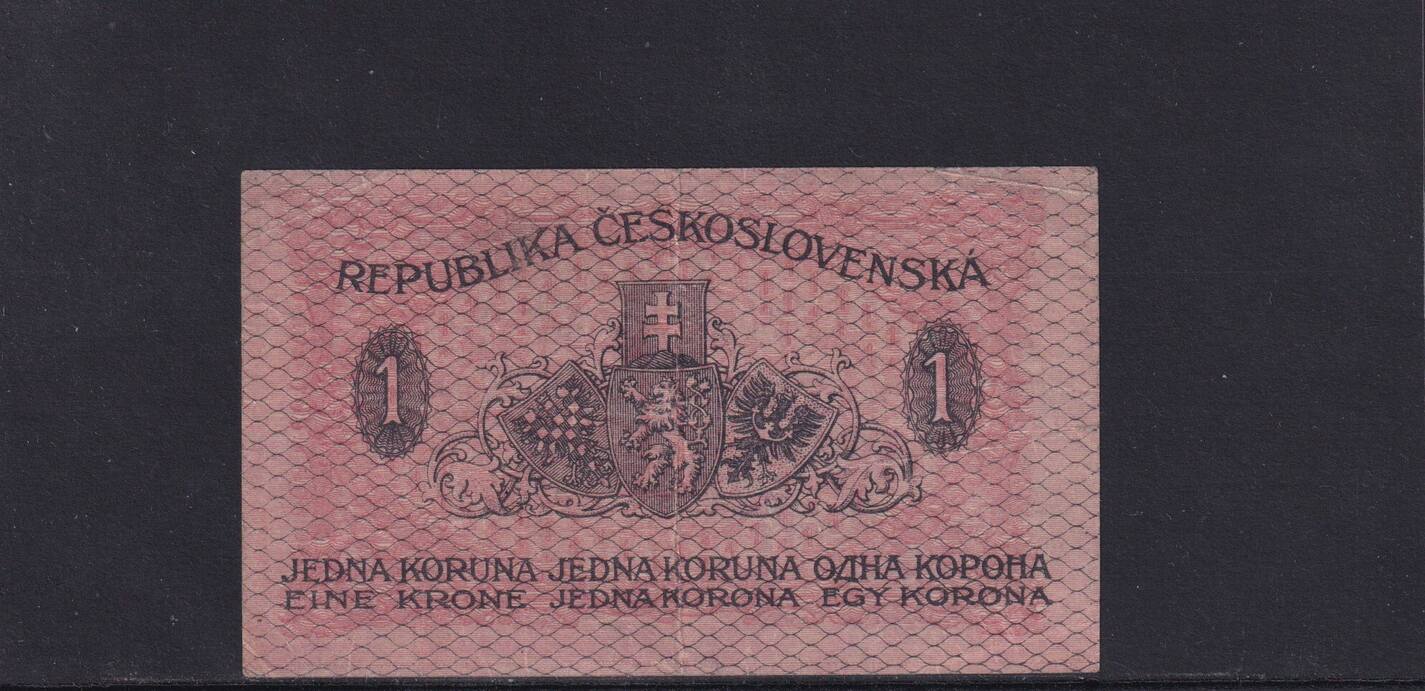 REPUBLIKA ČESKOSLOVENSKÁ
1 1
JEDNA KORUNA JEDNA KORUNA ОДНА КОРОНА
EINE KRONE JEDNA KORONA EGY KORONA